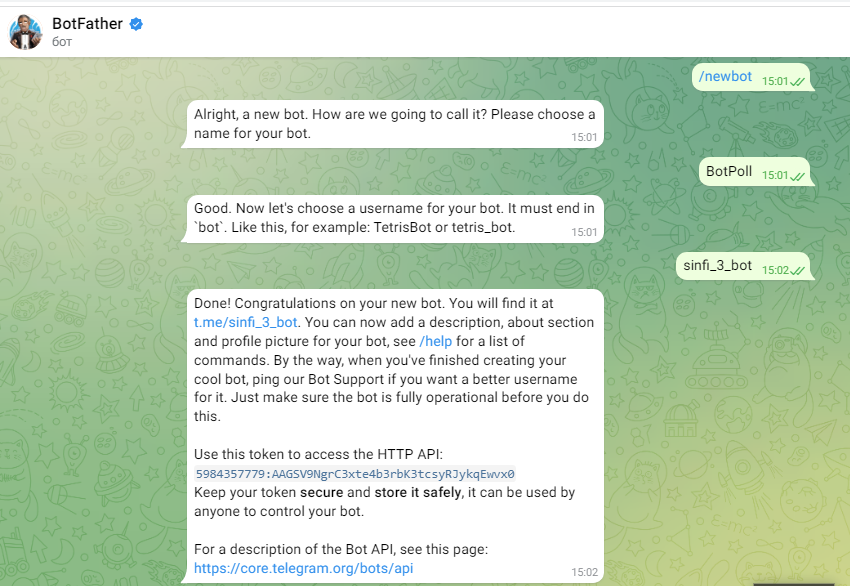 BotFather
бот
/newbot 15:01
Alright, a new bot. How are we going to call it? Please choose a
name for your bot. 15:01
BotPoll 15:01
Good. Now let's choose a username for your bot. It must end in
`bot`. Like this, for example: TetrisBot or tetris_bot. 15:01
sinfi_3_bot 15:02
Done! Congratulations on your new bot. You will find it at
t.me/sinfi_3_bot. You can now add a description, about section
and profile picture for your bot, see /help for a list of
commands. By the way, when you've finished creating your
cool bot, ping our Bot Support if you want a better username
for it. Just make sure the bot is fully operational before you do
this.
Use this token to access the HTTP API:
5984357779:AAGSV9NgrC3xte4b3rbK3tcsyRJykqEwvx0
Keep your token secure and store it safely, it can be used by
anyone to control your bot.
For a description of the Bot API, see this page:
https://core.telegram.org/bots/api 15:02